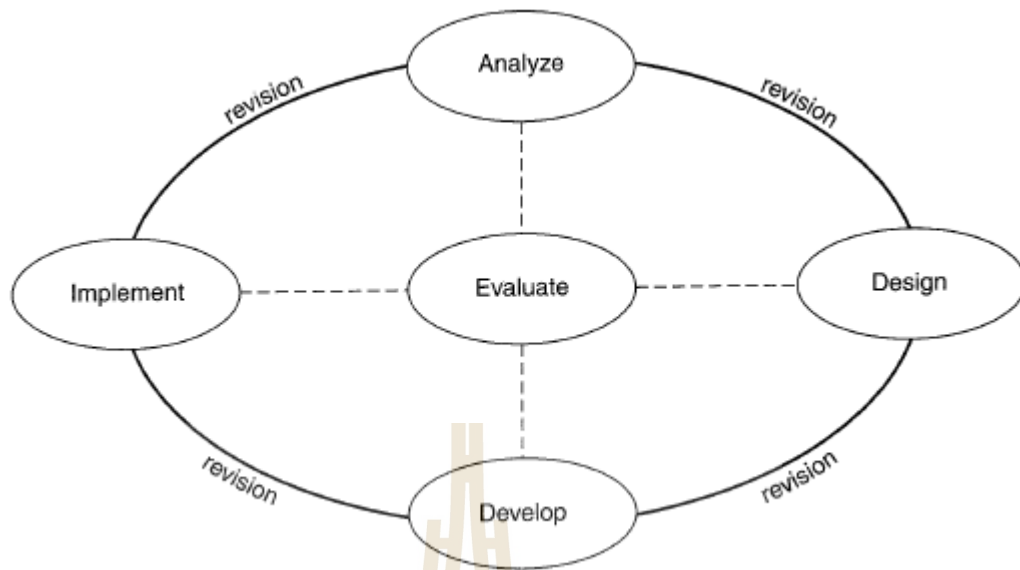 Analyze
revision
revision
Implement
Evaluate
Design
revision
revision
Develop